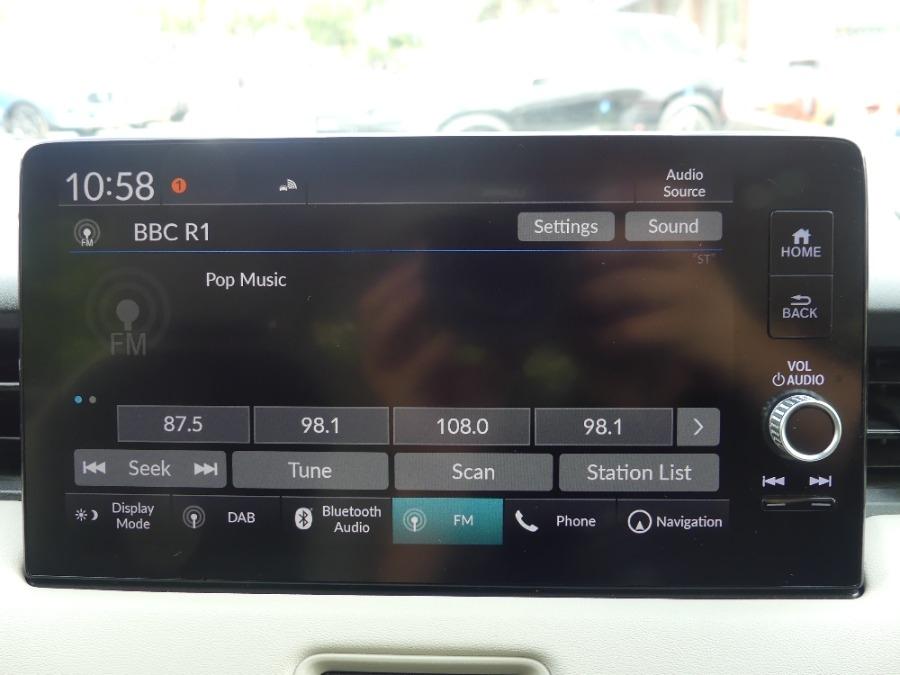 10:58
1
Audio
Source
FM
BBC R1
Settings
Sound
"ST"
Pop Music
FM
HOME
BACK
VOL
AUDIO
87.5
98.1
108.0
98.1
Seek
Tune
Scan
Station List
Display
Mode
DAB
Bluetooth
Audio
FM
Phone
Navigation